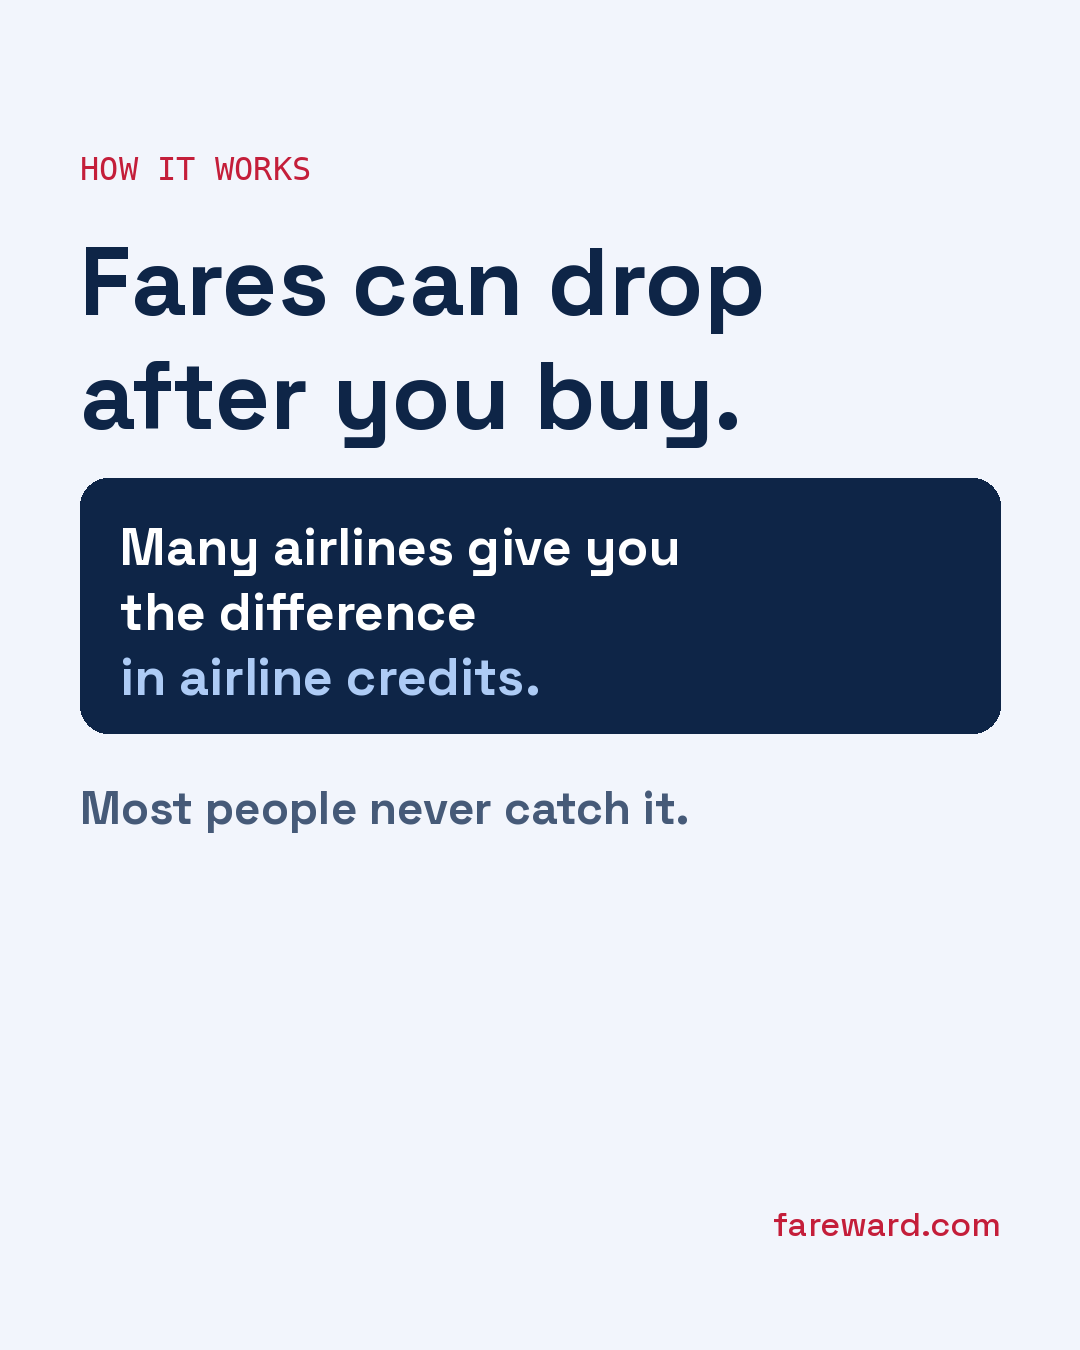 HOW IT WORKS
Fares can drop
after you buy.
Many airlines give you
the difference
in airline credits.
Most people never catch it.
fareward.com